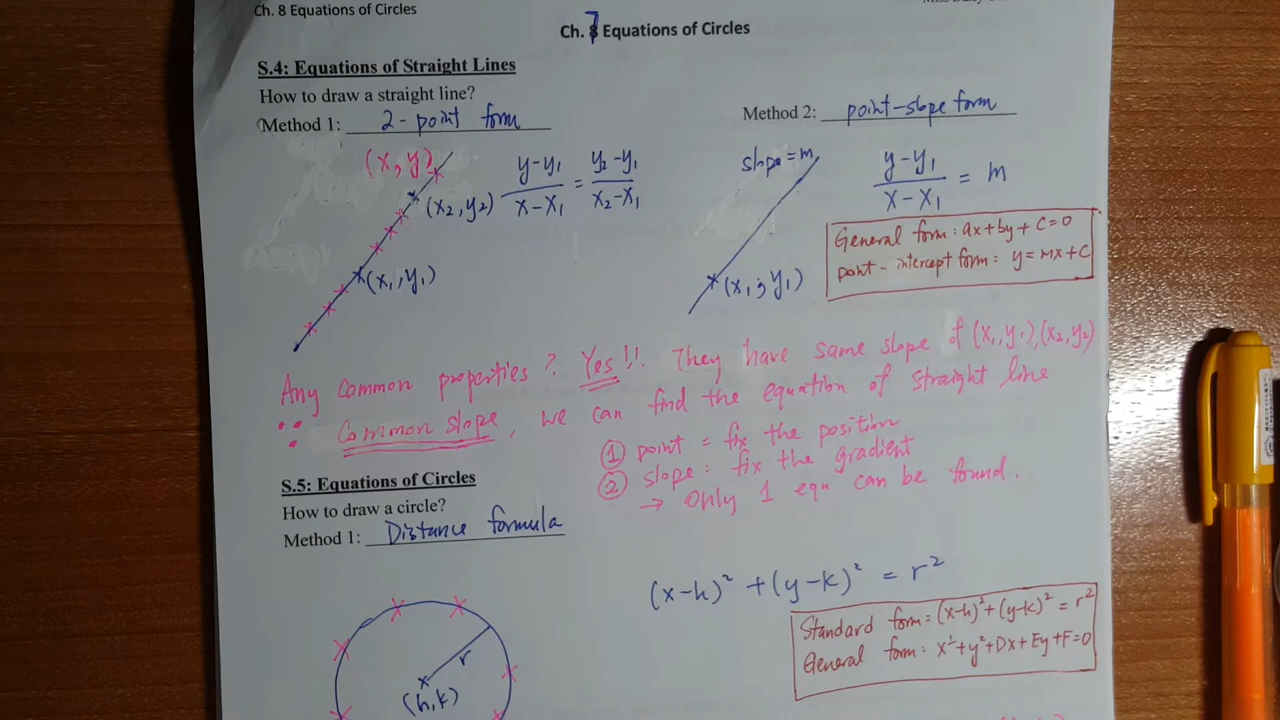 Ch. 8 Equations of Circles
Ch. 7 Equations of Circles
S.4: Equations of Straight Lines
How to draw a straight line?
Method 1: 2-point form
Method 2: point-slope form
(x, y)
(x₂, y₂)
(x₁, y₁)
(y-y₁)/(x-x₁) = (y₂-y₁)/(x₂-x₁)
slope = m
(x₁, y₁)
(y-y₁)/(x-x₁) = m
General form: ax+by+C=0
point-intercept form: y=mx+C
Any common properties? Yes!! They have same slope of (x₁,y₁),(x₂,y₂)
∵ Common slope, we can find the equation of straight line
① point = fix the position
② slope: fix the gradient
→ Only 1 eqn can be found.
S.5: Equations of Circles
How to draw a circle?
Method 1: Distance formula
(x-h)² + (y-k)² = r²
Standard form: (x-h)²+(y-k)² = r²
General form: x²+y²+Dx+Ey+F=0
r
(h,k)